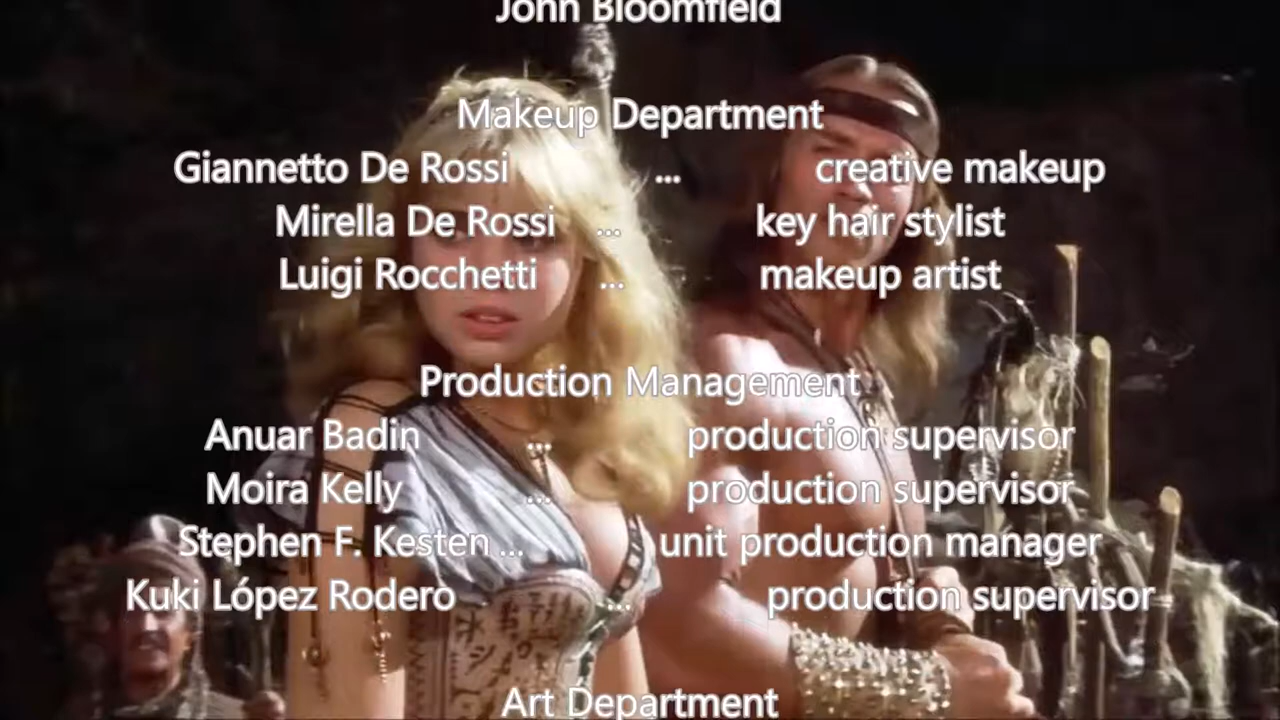 John Bloomfield
Makeup Department
Giannetto De Rossi ... creative makeup
Mirella De Rossi ... key hair stylist
Luigi Rocchetti ... makeup artist
Production Management
Anuar Badin ... production supervisor
Moira Kelly ... production supervisor
Stephen F. Kesten ... unit production manager
Kuki López Rodero ... production supervisor
Art Department